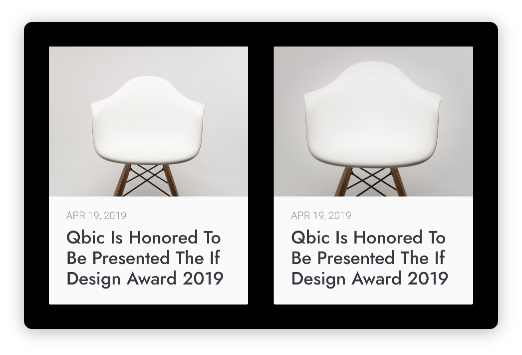 APR 19, 2019
Qbic Is Honored To
Be Presented The If
Design Award 2019
APR 19, 2019
Qbic Is Honored To
Be Presented The If
Design Award 2019